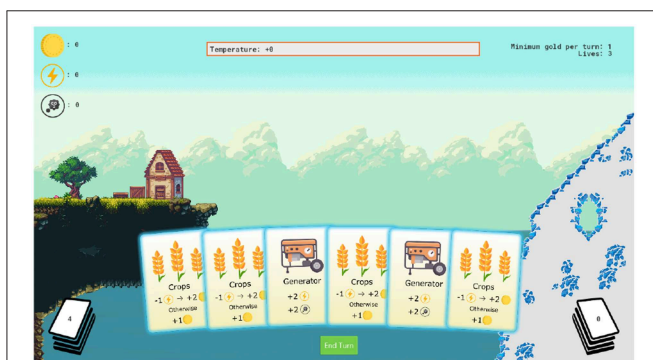 : 0
Temperature: +0
Minimum gold per turn: 1
Lives: 3
: 0
: 0
Crops
-1 → +2
Otherwise
+1
Crops
-1 → +2
Otherwise
+1
Generator
+2
+2
Crops
-1 → +2
Otherwise
+1
Generator
+2
+2
Crops
-1 → +2
Otherwise
+1
4
0
End Turn